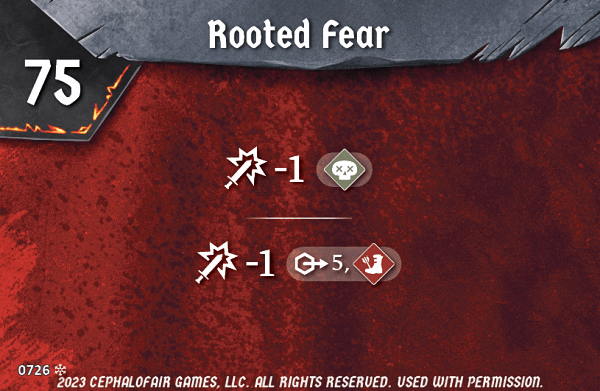 Rooted Fear
75
-1
-1 5,
0726
2023 CEPHALOFAIR GAMES, LLC. ALL RIGHTS RESERVED. USED WITH PERMISSION.